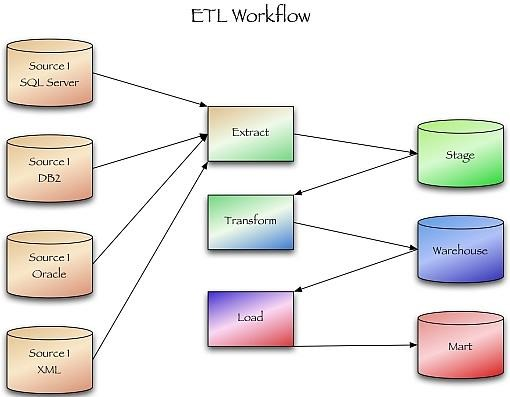 ETL Workflow
Source 1
SQL Server
Source 1
DB2
Source 1
Oracle
Source 1
XML
Extract
Transform
Load
Stage
Warehouse
Mart